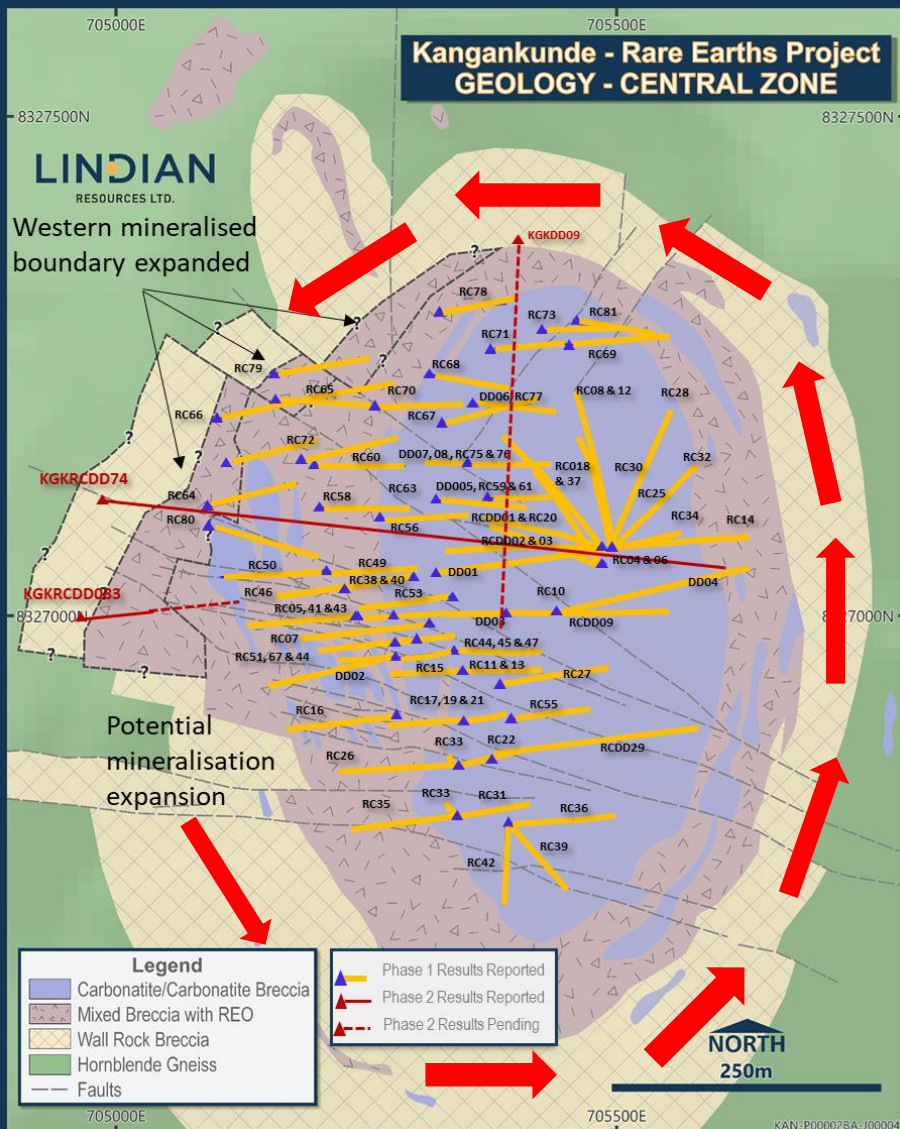 705000E
705500E
Kangankunde - Rare Earths Project
GEOLOGY - CENTRAL ZONE
8327500N
8327500N
LINDIAN
RESOURCES LTD.
Western mineralised
boundary expanded
?
KGKDD09
RC78
?
?
RC73
RC81
RC71
RC69
RC79
?
RC68
RC65
RC70
DD06, RC77
RC08 & 12
RC28
RC66
RC67
?
RC72
DD07, 08, RC75 & 76
RC60
?
RC018
& 37
RC30
RC32
KGKRCDD74
RC64
RC63
DD005, RC59 & 61
RC25
RC58
RC80
RC56
RCDD01 & RC20
RC34
RC14
?
RCDD02 & 03
?
RC50
RC49
RC04 & 06
RC38 & 40
DD01
DD04
KGKRCDD083
RC46
RC53
RC10
RC05, 41 & 43
8327000N
RCDD09
RC07
RC44, 45 & 47
?
RC51, 67 & 44
RC15
RC11 & 13
?
DD02
RC27
RC17, 19 & 21
RC16
RC55
Potential
mineralisation
expansion
RC33
RC22
RCDD29
RC26
RC33
RC31
RC35
RC36
RC39
RC42
Legend
Carbonatite/Carbonatite Breccia
Mixed Breccia with REO
Wall Rock Breccia
Hornblende Gneiss
Faults
Phase 1 Results Reported
Phase 2 Results Reported
Phase 2 Results Pending
NORTH
250m
705000E
705500E